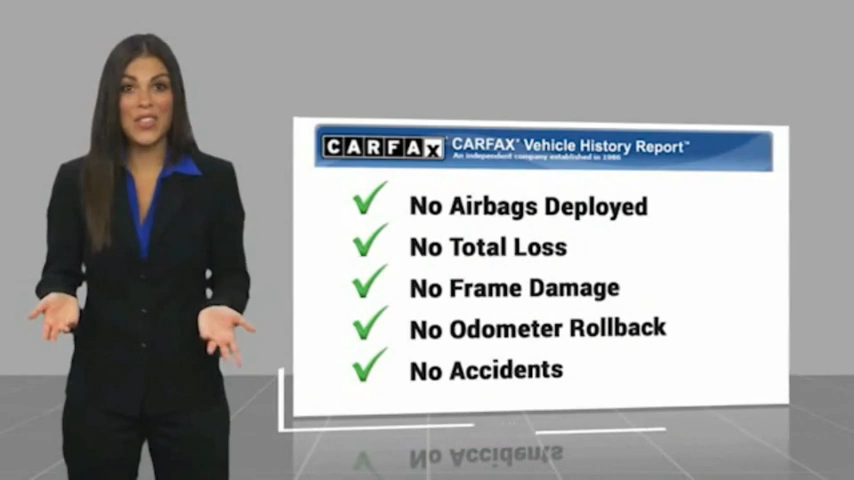 CARFAX CARFAX® Vehicle History Report™
An independent company established in 1986
No Airbags Deployed
No Total Loss
No Frame Damage
No Odometer Rollback
No Accidents
No Accidents